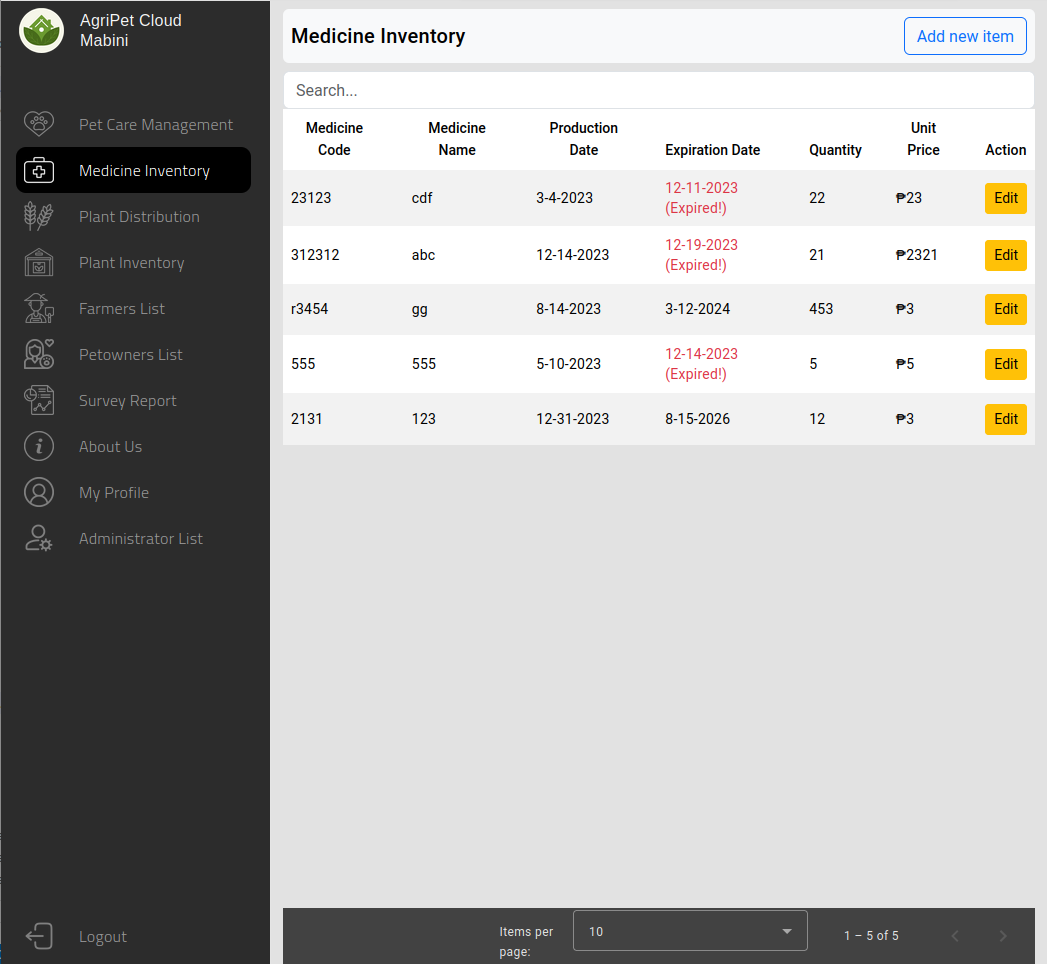 AgriPet Cloud
Mabini
Pet Care Management
Medicine Inventory
Plant Distribution
Plant Inventory
Farmers List
Petowners List
Survey Report
About Us
My Profile
Administrator List
Logout
Medicine Inventory
Add new item
Search...
Medicine Code Medicine Name Production Date Expiration Date Quantity Unit Price Action
23123 cdf 3-4-2023 12-11-2023 (Expired!) 22 ₱23 Edit
312312 abc 12-14-2023 12-19-2023 (Expired!) 21 ₱2321 Edit
r3454 gg 8-14-2023 3-12-2024 453 ₱3 Edit
555 555 5-10-2023 12-14-2023 (Expired!) 5 ₱5 Edit
2131 123 12-31-2023 8-15-2026 12 ₱3 Edit
Items per page: 10 1 – 5 of 5